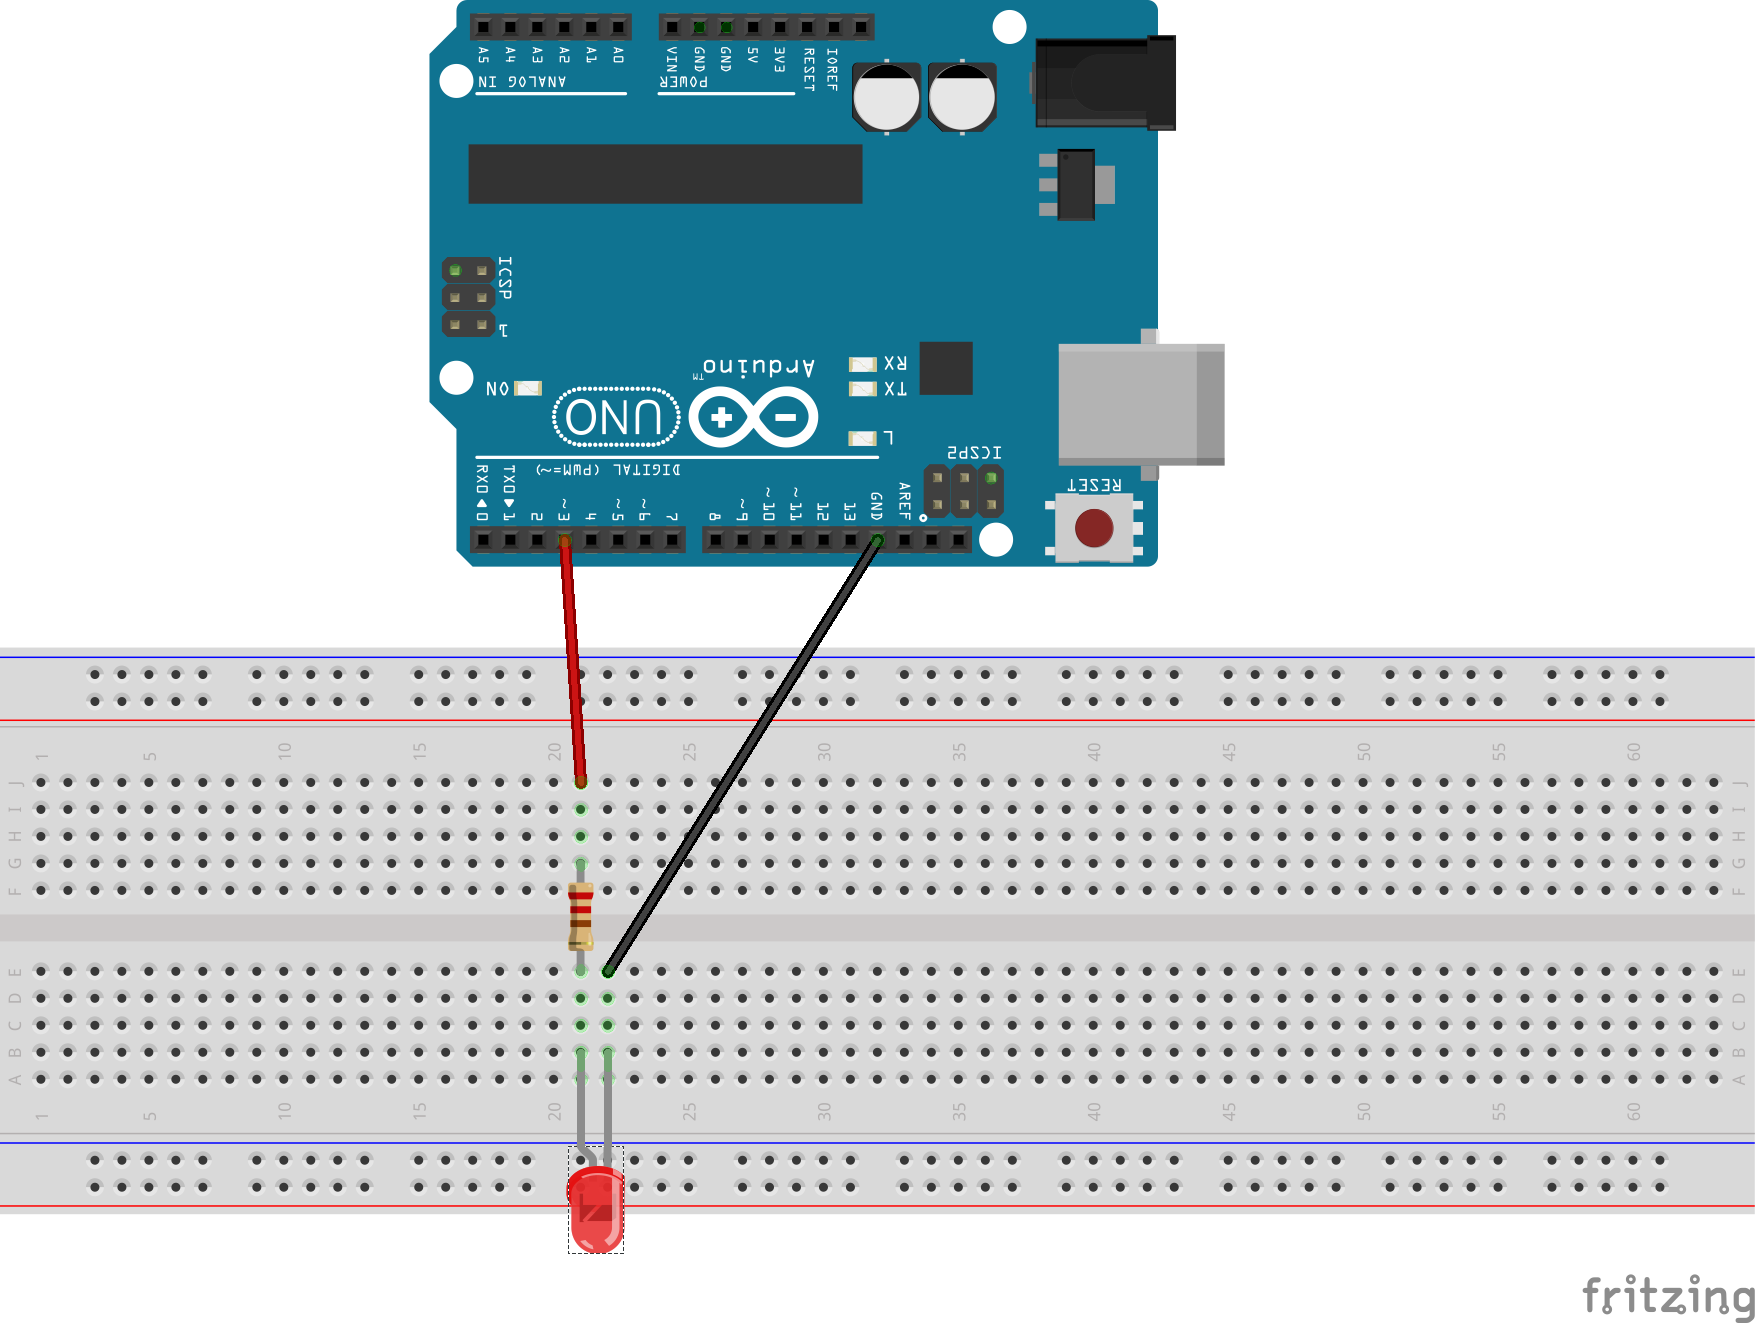 A5 A4 A3 A2 A1 A0 VIN GND GND 5V 3V3 RESET IOREF
ANALOG IN POWER
ICSP
1
Arduino™
RX
ON
TX
UNO
L
ICSP2
DIGITAL (PWM=~)
RESET
RX0◀0 TX0▶1 2 ~3 4 ~5 ~6 7 8 ~9 ~10 ~11 12 13 GND AREF
1 5 10 15 20 25 30 35 40 45 50 55 60
J J
I I
H H
G G
F F
E E
D D
C C
B B
A A
1 5 10 15 20 25 30 35 40 45 50 55 60
fritzing